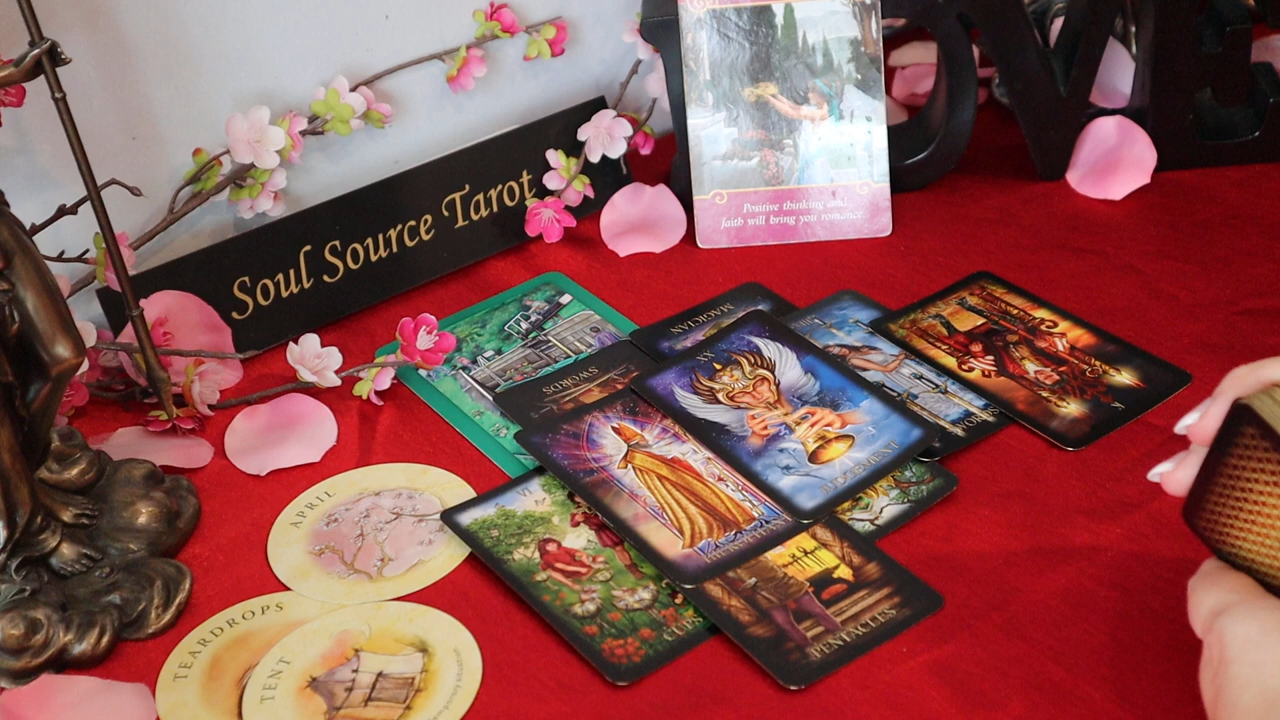 Soul Source Tarot
Positive thinking and
faith will bring you romance.
MAGICIAN
SWORDS
XX
JUDGEMENT
VI
CUPS
PENTACLES
K
APRIL
TEARDROPS
TENT